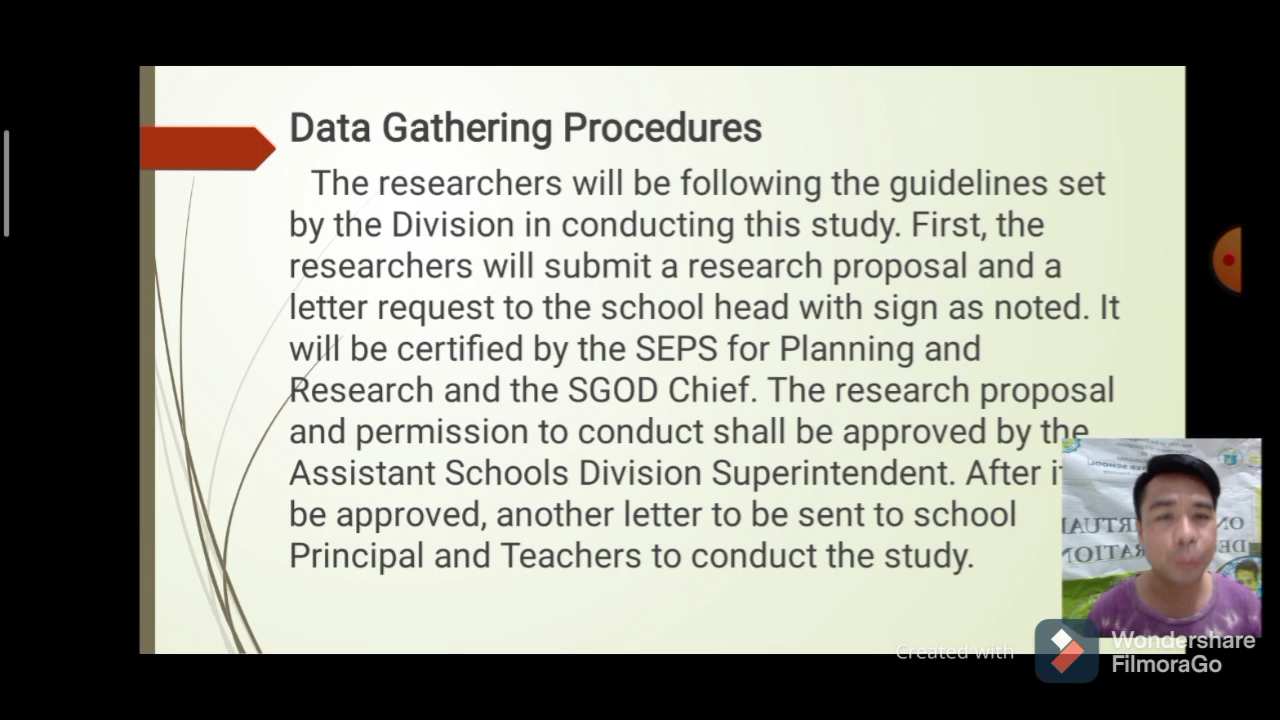 Data Gathering Procedures
The researchers will be following the guidelines set
by the Division in conducting this study. First, the
researchers will submit a research proposal and a
letter request to the school head with sign as noted. It
will be certified by the SEPS for Planning and
Research and the SGOD Chief. The research proposal
and permission to conduct shall be approved by the
Assistant Schools Division Superintendent. After
be approved, another letter to be sent to school
Principal and Teachers to conduct the study.
Created with
Wondershare
FilmoraGo